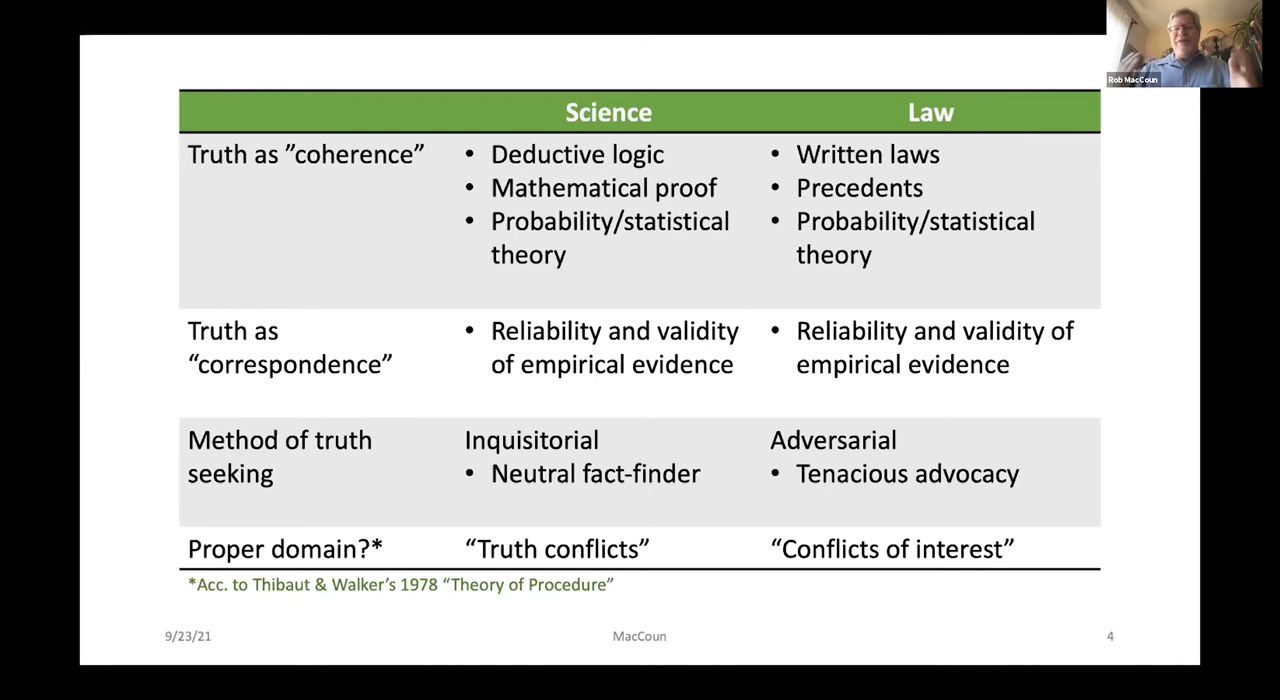 Rob MacCoun
Science Law
Truth as ”coherence”
• Deductive logic
• Mathematical proof
• Probability/statistical
theory
• Written laws
• Precedents
• Probability/statistical
theory
Truth as
“correspondence”
• Reliability and validity
of empirical evidence
• Reliability and validity of
empirical evidence
Method of truth
seeking
Inquisitorial
• Neutral fact-finder
Adversarial
• Tenacious advocacy
Proper domain?* “Truth conflicts” “Conflicts of interest”
*Acc. to Thibaut & Walker’s 1978 “Theory of Procedure”
9/23/21 MacCoun 4